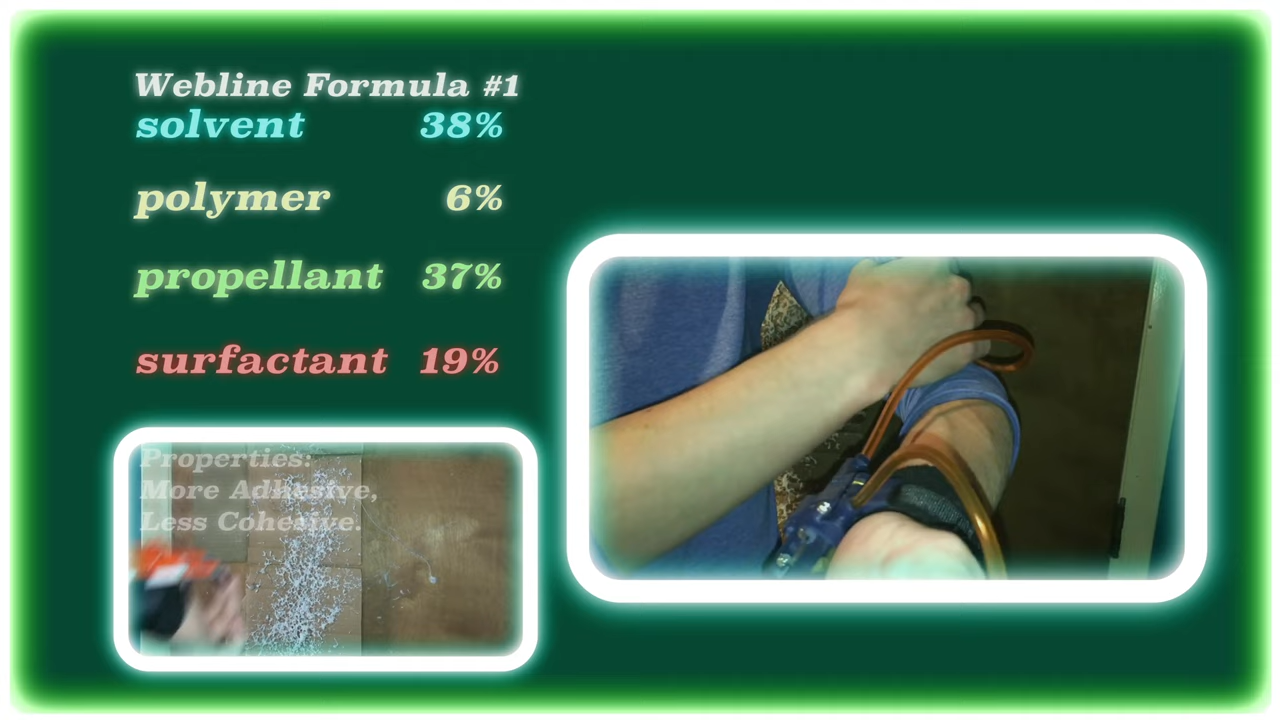 Webline Formula #1
solvent 38%
polymer 6%
propellant 37%
surfactant 19%
Properties:
More Adhesive,
Less Cohesive.